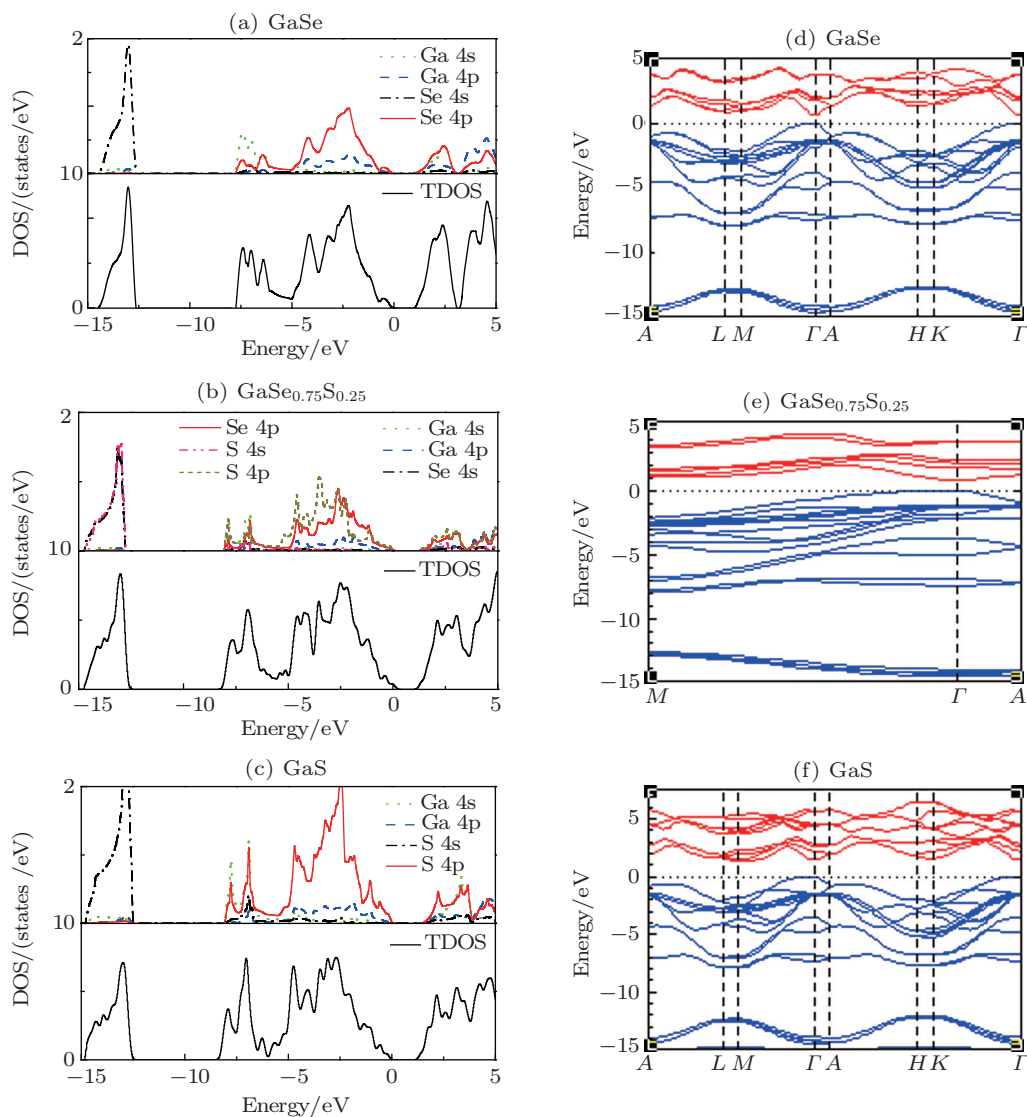 (a) GaSe
2
Ga 4s
Ga 4p
Se 4s
Se 4p
10
TDOS
0
−15 −10 −5 0 5
Energy/eV
DOS/(states/eV)
(b) GaSe0.75S0.25
2
Se 4p
S 4s
S 4p
Ga 4s
Ga 4p
Se 4s
10
TDOS
0
−15 −10 −5 0 5
Energy/eV
DOS/(states/eV)
(c) GaS
2
Ga 4s
Ga 4p
S 4s
S 4p
10
TDOS
0
−15 −10 −5 0 5
Energy/eV
DOS/(states /eV)
(d) GaSe
5
0
−5
−10
−15
Energy/eV
A L M Γ A H K Γ
(e) GaSe0.75S0.25
5
0
−5
−10
−15
Energy/eV
M Γ A
(f) GaS
5
0
−5
−10
−15
Energy/eV
A L M Γ A H K Γ